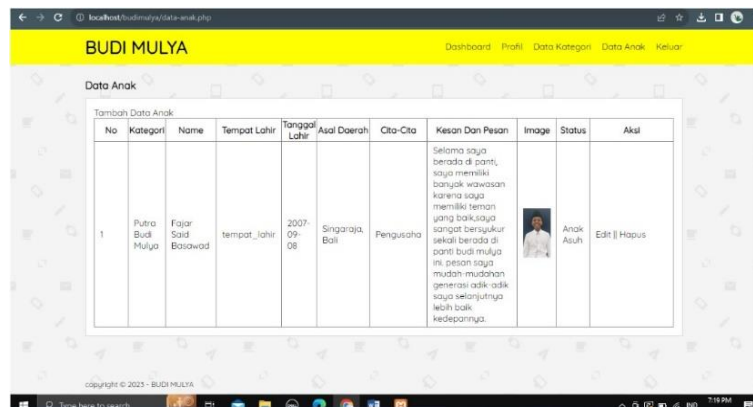 localhost/budimulya/data-anak.php
BUDI MULYA
Dashboard Profil Data Kategori Data Anak Keluar
Data Anak
Tambah Data Anak
No Kategori Name Tempat Lahir Tanggal Lahir Asal Daerah Cita-Cita Kesan Dan Pesan Image Status Aksi
1
Putra
Budi
Mulya
Fajar
Said
Basawad
tempat_lahir
2007-
09-
08
Singaraja,
Bali
Pengusaha
Selama saya
berada di panti,
saya memiliki
banyak wawasan
karena saya
memiliki teman
yang baik,saya
sangat bersyukur
sekali berada di
panti budi mulya
ini. pesan saya
mudah-mudahan
generasi adik-adik
saya selanjutnya
lebih baik
kedepannya.
Anak
Asuh
Edit || Hapus
copyright © 2023 - BUDI MULYA
Type here to search
IND
7:19 PM